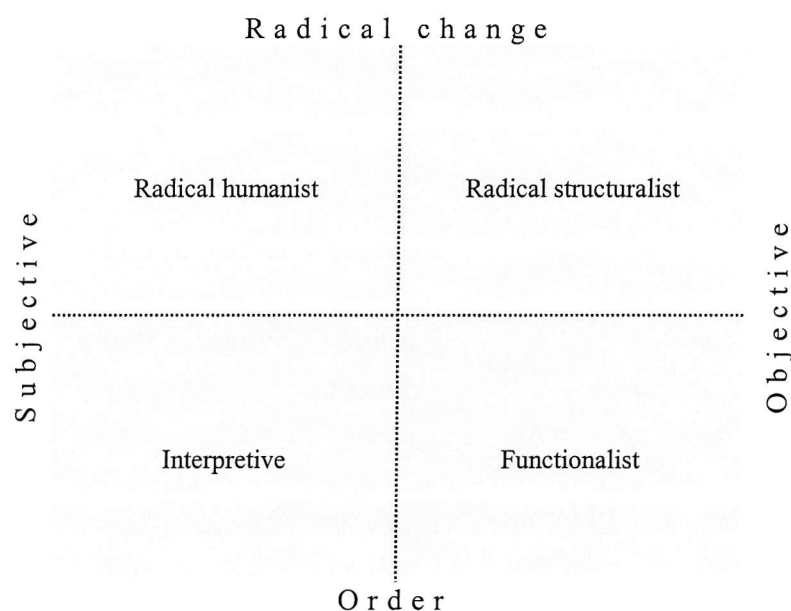 Radical change
Radical humanist
Radical structuralist
Subjective
Objective
Interpretive
Functionalist
Order